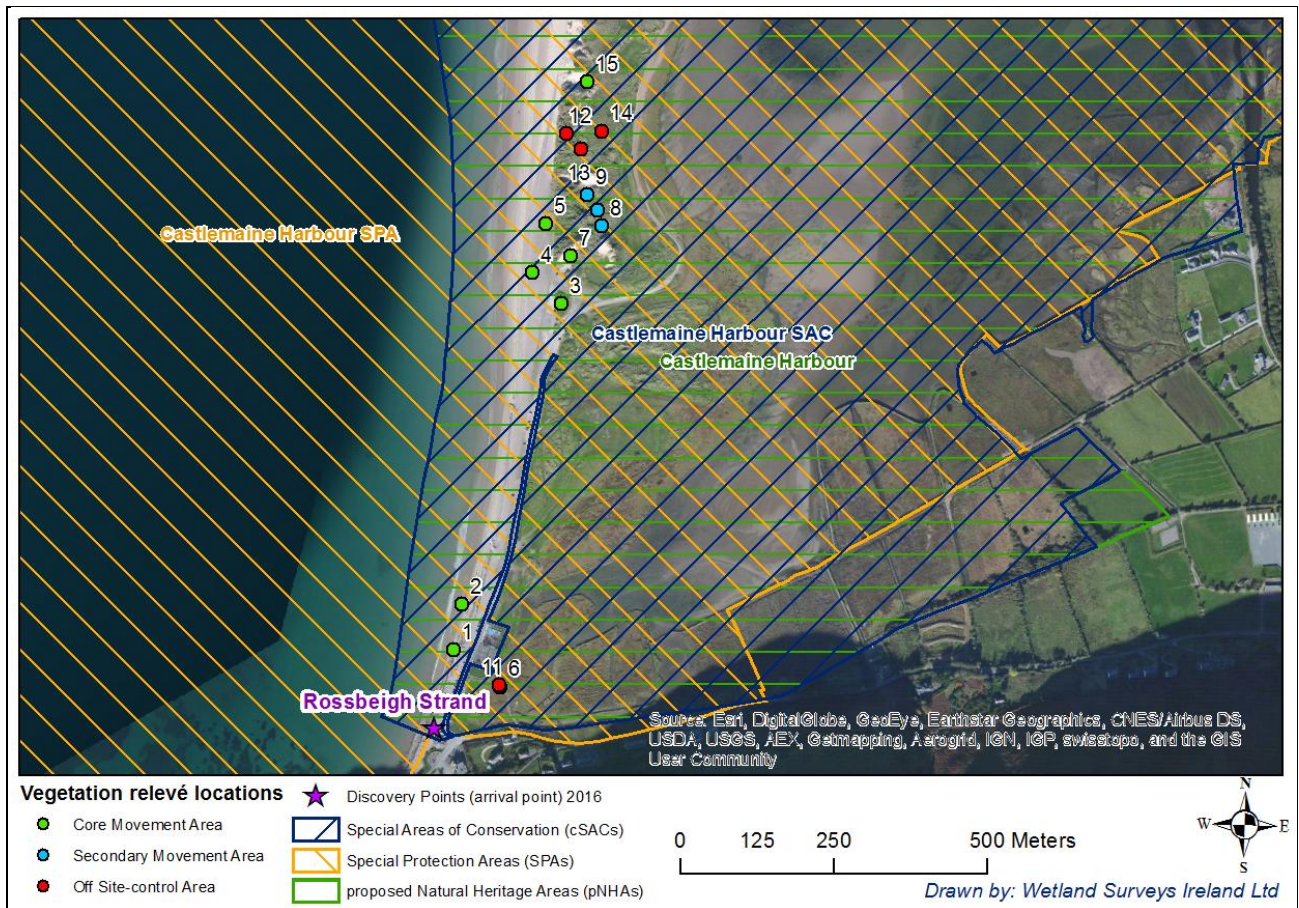 15
12 14
13 9
5 8
7
4
3
Castlemaine Harbour SPA
Castlemaine Harbour SAC
Castlemaine Harbour
2
1
11 6
Rossbeigh Strand
Source: Esri, DigitalGlobe, GeoEye, Earthstar Geographics, CNES/Airbus DS,
USDA, USGS, AEX, Getmapping, Aerogrid, IGN, IGP, swisstopo, and the GIS
User Community
Vegetation relevé locations
Core Movement Area
Secondary Movement Area
Off Site-control Area
Discovery Points (arrival point) 2016
Special Areas of Conservation (cSACs)
Special Protection Areas (SPAs)
proposed Natural Heritage Areas (pNHAs)
0 125 250 500 Meters
N
W E
S
Drawn by: Wetland Surveys Ireland Ltd